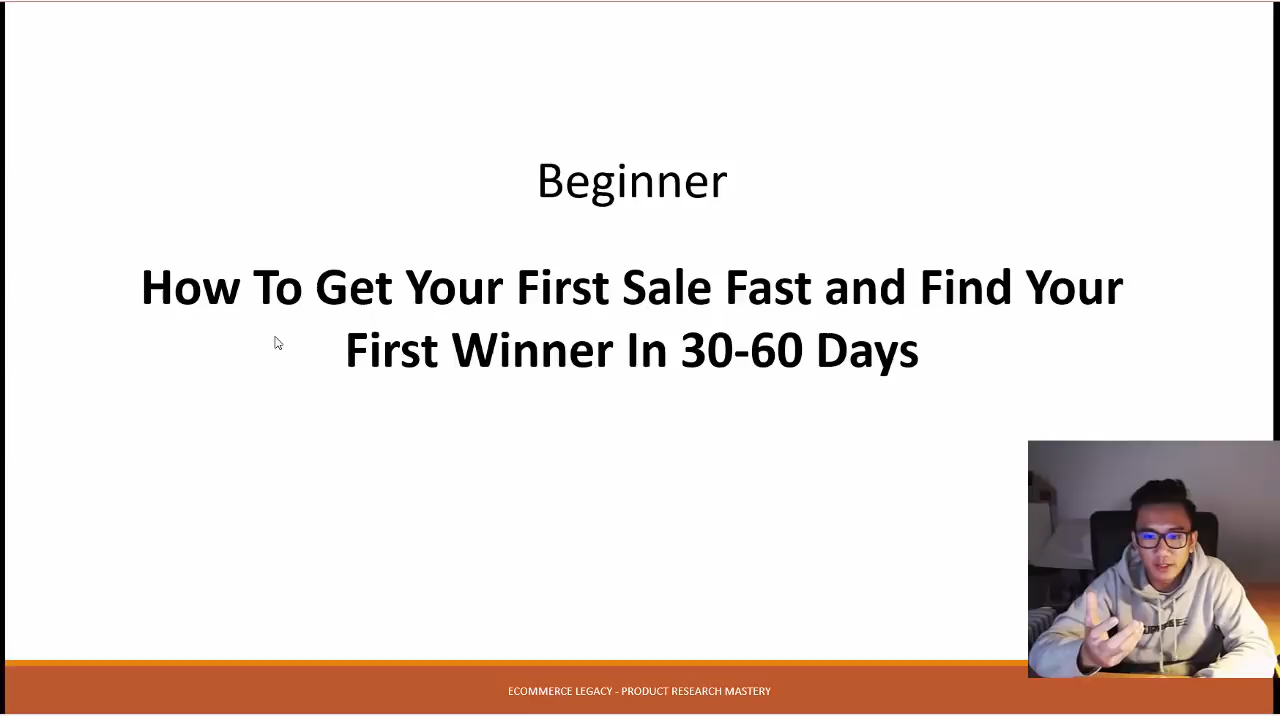 Beginner
How To Get Your First Sale Fast and Find Your
First Winner In 30-60 Days
ECOMMERCE LEGACY - PRODUCT RESEARCH MASTERY